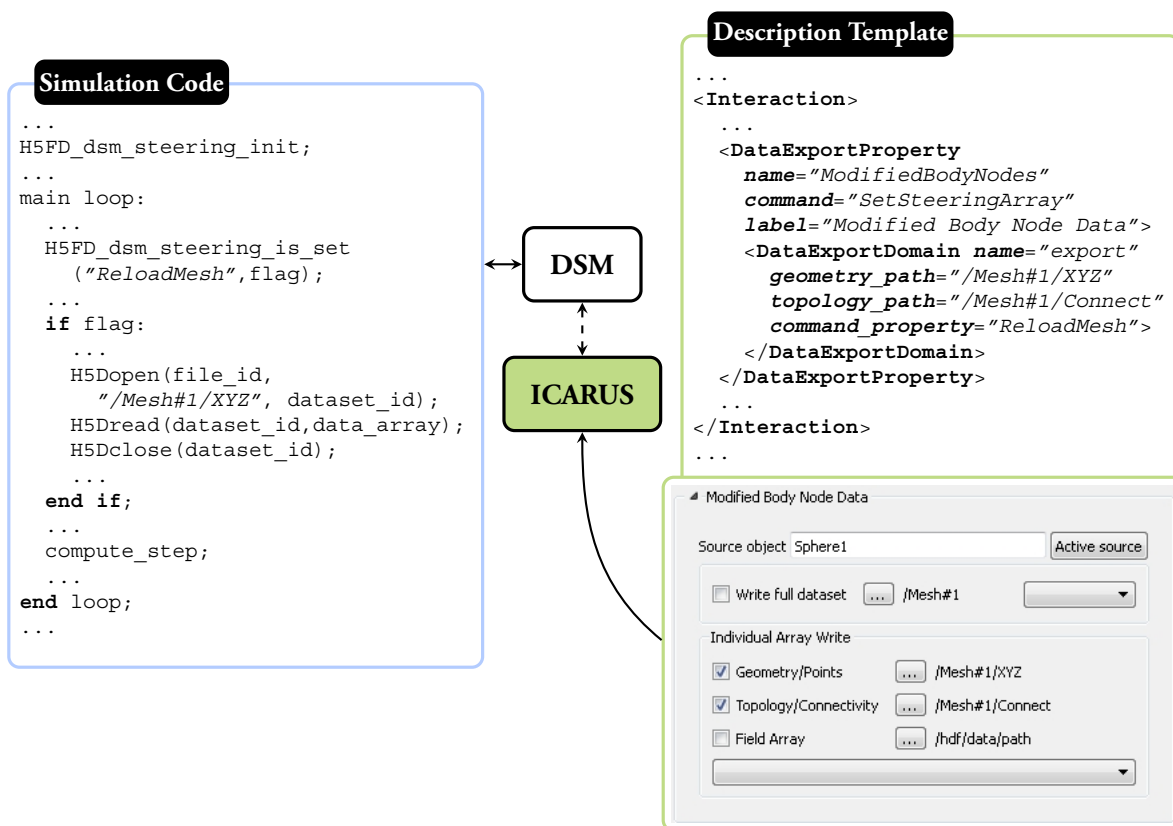 Simulation Code
...
H5FD_dsm_steering_init;
...
main loop:
...
H5FD_dsm_steering_is_set
("ReloadMesh",flag);
...
if flag:
...
H5Dopen(file_id,
"/Mesh#1/XYZ", dataset_id);
H5Dread(dataset_id,data_array);
H5Dclose(dataset_id);
...
end if;
...
compute_step;
...
end loop;
...
DSM
ICARUS
Description Template
...
<Interaction>
...
<DataExportProperty
name="ModifiedBodyNodes"
command="SetSteeringArray"
label="Modified Body Node Data">
<DataExportDomain name="export"
geometry_path="/Mesh#1/XYZ"
topology_path="/Mesh#1/Connect"
command_property="ReloadMesh">
</DataExportDomain>
</DataExportProperty>
...
</Interaction>
...
Modified Body Node Data
Source object Sphere1 Active source
Write full dataset ... /Mesh#1
Individual Array Write
Geometry/Points ... /Mesh#1/XYZ
Topology/Connectivity ... /Mesh#1/Connect
Field Array ... /hdf/data/path